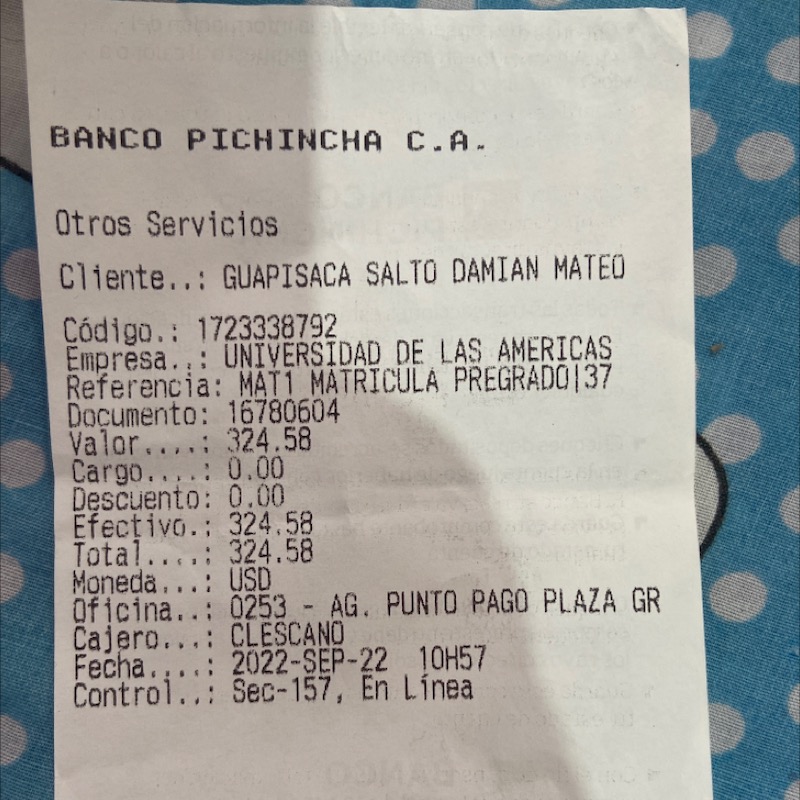 BANCO PICHINCHA C.A.
Otros Servicios
Cliente..: GUAPISACA SALTO DAMIAN MATEO
Código.: 1723338792
Empresa..: UNIVERSIDAD DE LAS AMERICAS
Referencia: MAT1 MATRICULA PREGRADO|37
Documento: 16780604
Valor....: 324.58
Cargo....: 0.00
Descuento: 0.00
Efectivo.: 324.58
Total....: 324.58
Moneda...: USD
Oficina..: 0253 - AG. PUNTO PAGO PLAZA GR
Cajero...: CLESCANO
Fecha....: 2022-SEP-22 10H57
Control..: Sec-157, En Línea